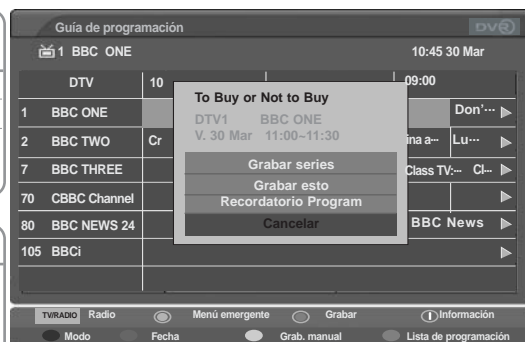 Guía de programación
DVR
1 BBC ONE 10:45 30 Mar
DTV 10 09:00
1 BBC ONE Don'···
2 BBC TWO Cr ina a··· Lu···
7 BBC THREE Class TV:··· Cl···
70 CBBC Channel
80 BBC NEWS 24 BBC News
105 BBCi
To Buy or Not to Buy
DTV1 BBC ONE
V. 30 Mar 11:00~11:30
Grabar series
Grabar esto
Recordatorio Program
Cancelar
TV/RADIO Radio Menú emergente Grabar Información
Modo Fecha Grab. manual Lista de programación